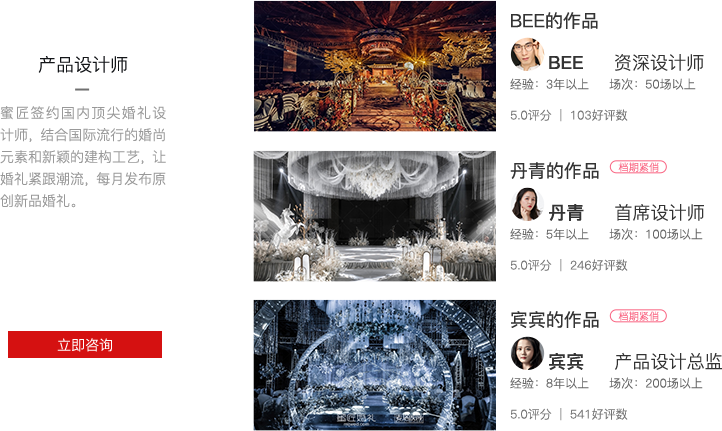 产品设计师
蜜匠签约国内顶尖婚礼设
计师，结合国际流行的婚尚
元素和新颖的建构工艺，让
婚礼紧跟潮流，每月发布原
创新品婚礼。
立即咨询
BEE的作品
BEE 资深设计师
经验：3年以上 场次：50场以上
5.0评分 | 103好评数
丹青的作品 档期紧俏
丹青 首席设计师
经验：5年以上 场次：100场以上
5.0评分 | 246好评数
宾宾的作品 档期紧俏
宾宾 产品设计总监
经验：8年以上 场次：200场以上
5.0评分 | 541好评数
蜜匠婚礼